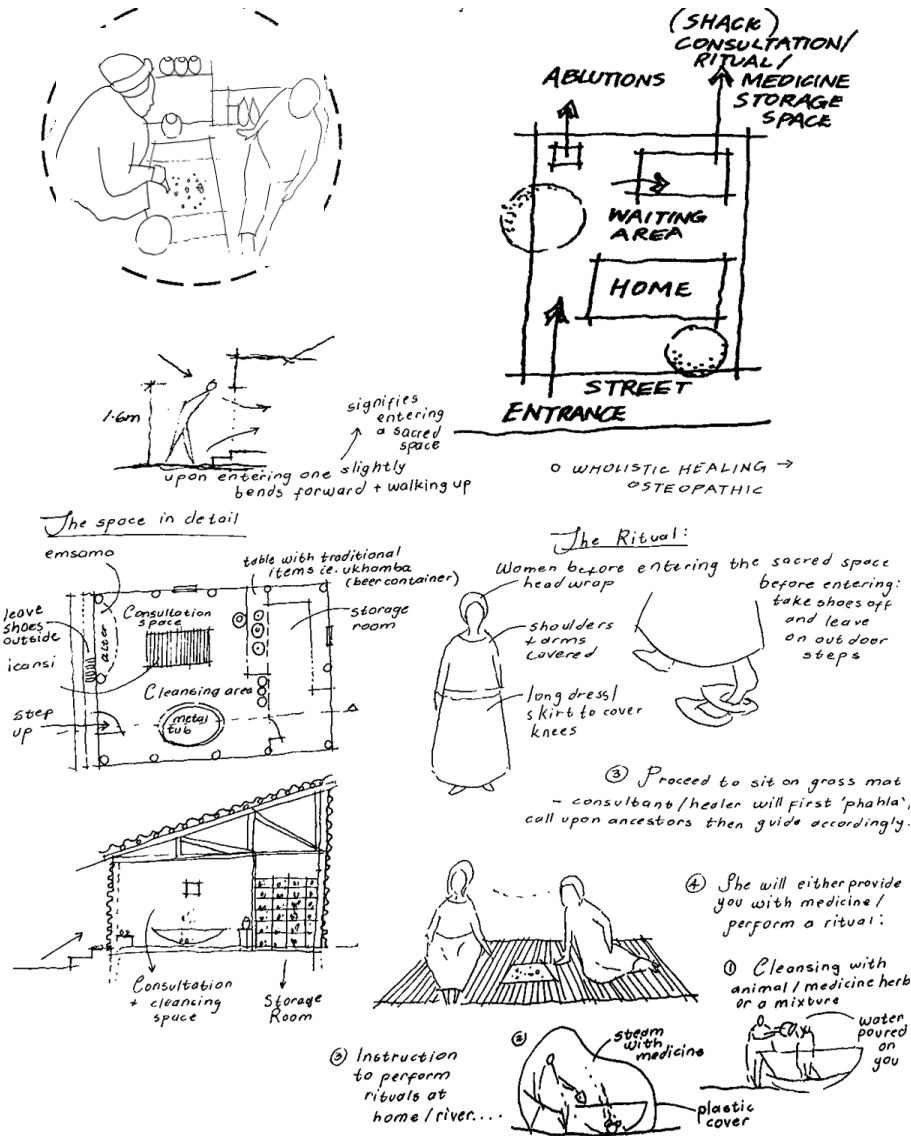 (SHACK)
CONSULTATION/
RITUAL/
MEDICINE
STORAGE
SPACE
ABLUTIONS
WAITING
AREA
HOME
STREET
ENTRANCE
1.6m
signifies
entering
a sacred
space
upon entering one slightly
bends forward + walking up
o WHOLISTIC HEALING →
OSTEOPATHIC
The space in detail
emsamo
table with traditional
items ie. ukhamba
(beer container)
leave
shoes
outside
icansi
alter
Consultation
space
storage
room
Cleansing area
metal
tub
step
up
Consultation
+ cleancing
space
Storage
Room
The Ritual:
Women before entering the sacred space
head wrap
shoulders
+ arms
covered
long dress/
skirt to cover
knees
before entering:
take shoes off
and leave
on outdoor
steps
③ Proceed to sit on grass mat
- consultant/healer will first 'phahla',
call upon ancestors then guide accordingly.
④ She will either provide
you with medicine/
perform a ritual:
① Cleansing with
animal/medicine herb
or a mixture
water
poured
on
you
②
steam
with
medicine
plastic
cover
③ Instruction
to perform
rituals at
home/river....